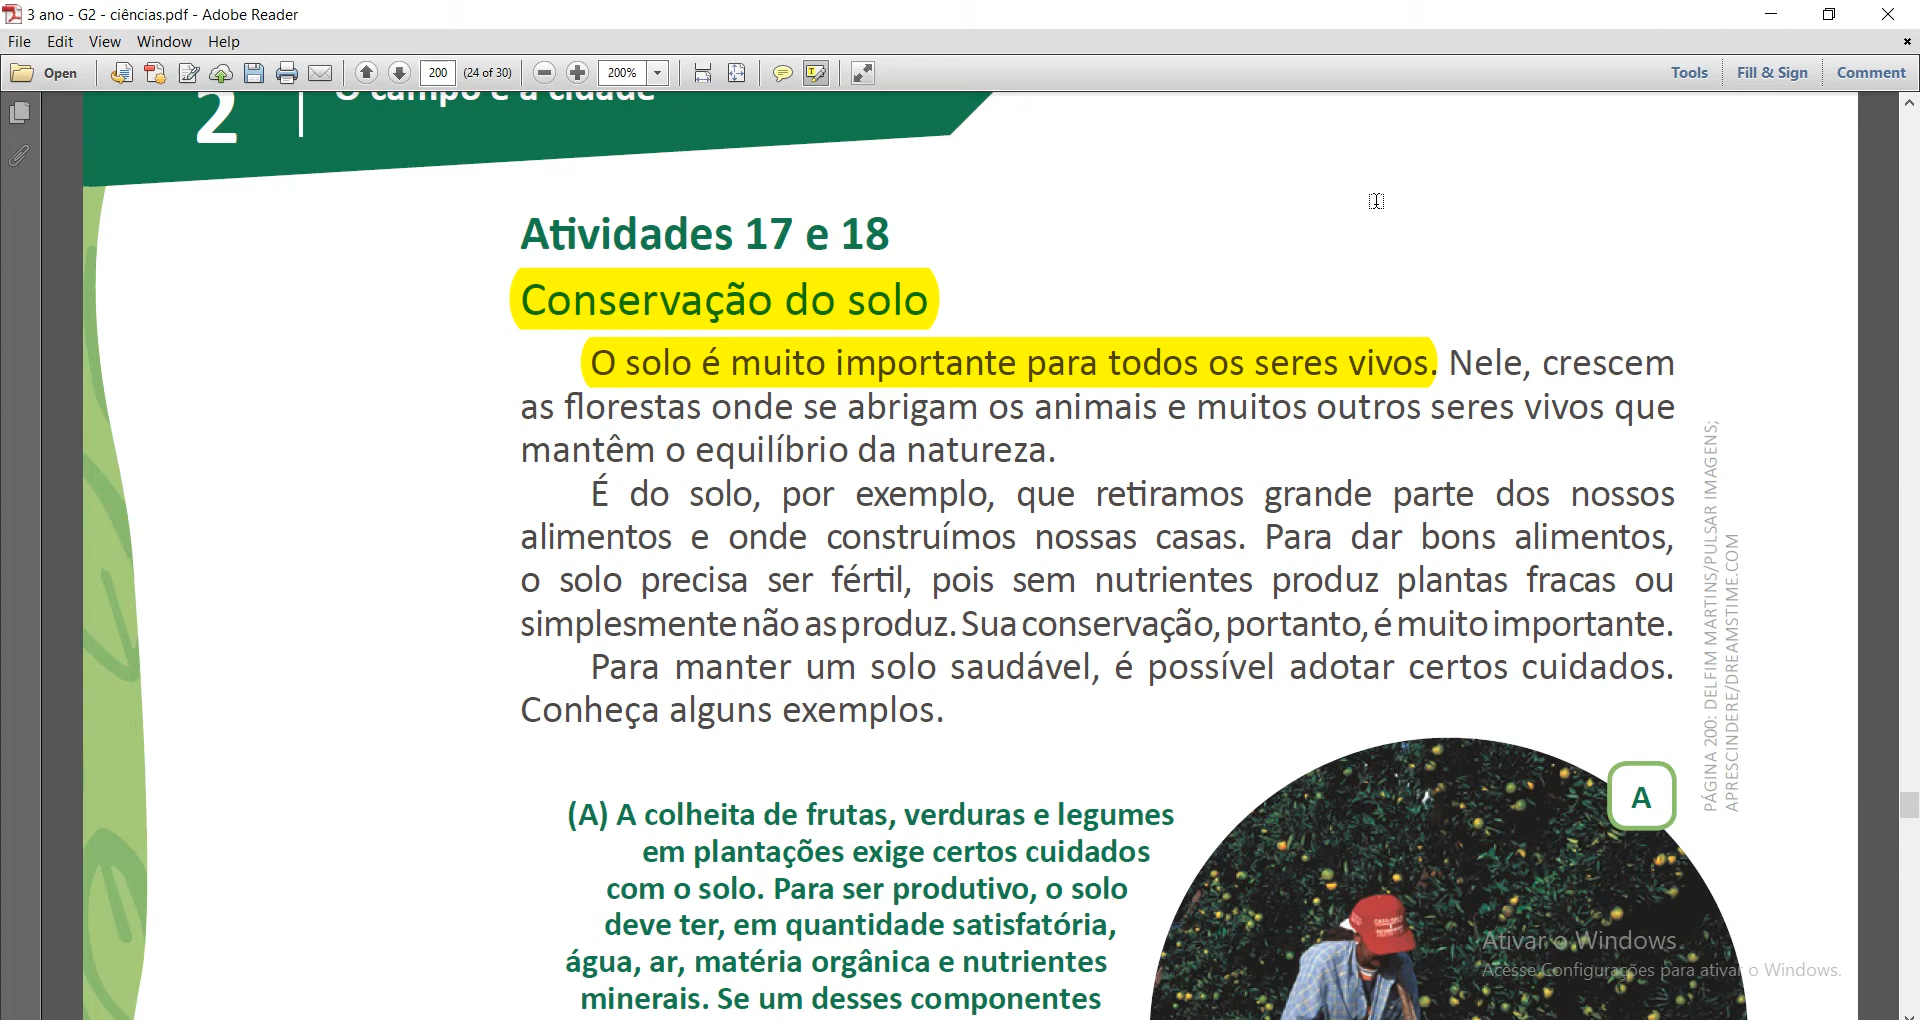 3 ano - G2 - ciências.pdf - Adobe Reader
File Edit View Window Help
Open 200 (24 of 30) 200% Tools Fill & Sign Comment
2 O campo e a cidade
Atividades 17 e 18
Conservação do solo
O solo é muito importante para todos os seres vivos. Nele, crescem
as florestas onde se abrigam os animais e muitos outros seres vivos que
mantêm o equilíbrio da natureza.
É do solo, por exemplo, que retiramos grande parte dos nossos
alimentos e onde construímos nossas casas. Para dar bons alimentos,
o solo precisa ser fértil, pois sem nutrientes produz plantas fracas ou
simplesmente não as produz. Sua conservação, portanto, é muito importante.
Para manter um solo saudável, é possível adotar certos cuidados.
Conheça alguns exemplos.
PÁGINA 200: DELFIM MARTINS/PULSAR IMAGENS;
APRESCINDERE/DREAMSTIME.COM
A
(A) A colheita de frutas, verduras e legumes
em plantações exige certos cuidados
com o solo. Para ser produtivo, o solo
deve ter, em quantidade satisfatória,
água, ar, matéria orgânica e nutrientes
minerais. Se um desses componentes
Ativar o Windows
Acesse Configurações para ativar o Windows.